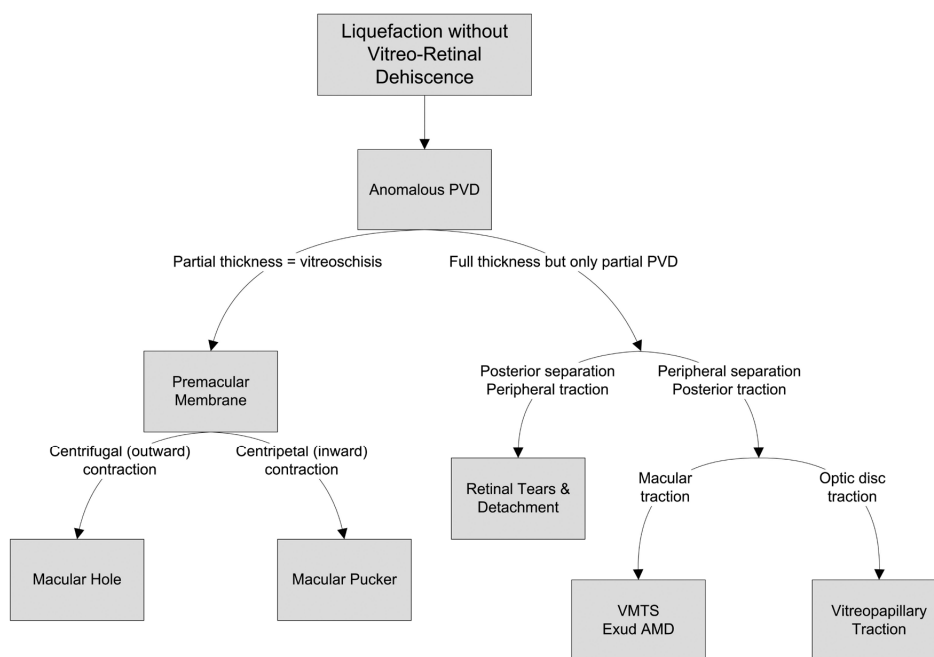 Liquefaction without
Vitreo-Retinal
Dehiscence
Anomalous PVD
Partial thickness = vitreoschisis
Full thickness but only partial PVD
Premacular
Membrane
Posterior separation
Peripheral traction
Peripheral separation
Posterior traction
Centrifugal (outward)
contraction
Centripetal (inward)
contraction
Retinal Tears &
Detachment
Macular
traction
Optic disc
traction
Macular Hole
Macular Pucker
VMTS
Exud AMD
Vitreopapillary
Traction